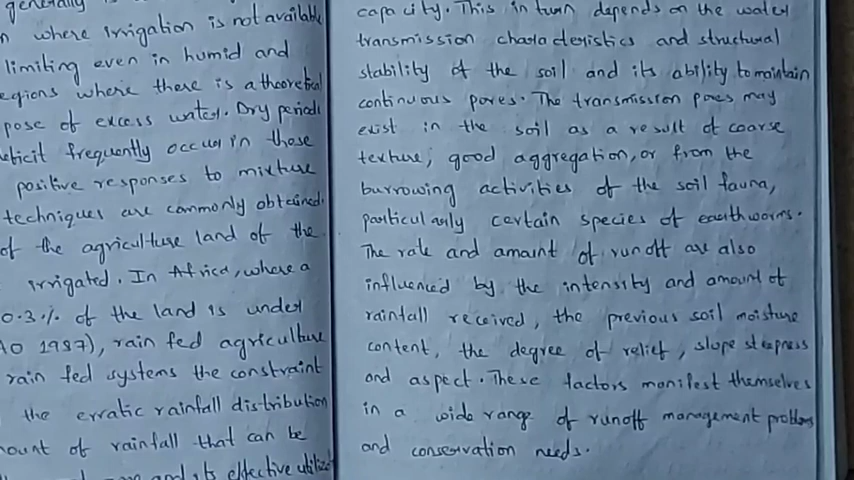 generally
where irrigation is not available
limiting even in humid and
egions where there is a theoretical
pose of excess water. Dry periods
eficit frequently occur in these
positive responses to mixture
techniques are commonly obtained.
of the agriculture land of the
irrigated. In Africa, where a
0.3% of the land is under
AO 1987), rain fed agriculture
rain fed systems the constraint
the erratic rainfall distribution
mount of rainfall that can be
and its effective utiliz
capacity. This in turn depends on the water
transmission characteristics and structural
stability of the soil and its ability to maintain
continuous pores. The transmission pores may
exist in the soil as a result of coarse
texture, good aggregation, or from the
burrowing activities of the soil fauna,
particularly certain species of earthworms.
The rate and amount of runoff are also
influenced by the intensity and amount of
rainfall received, the previous soil moisture
content, the degree of relief, slope steepness
and aspect. These factors manifest themselves
in a wide range of runoff management problems
and conservation needs.